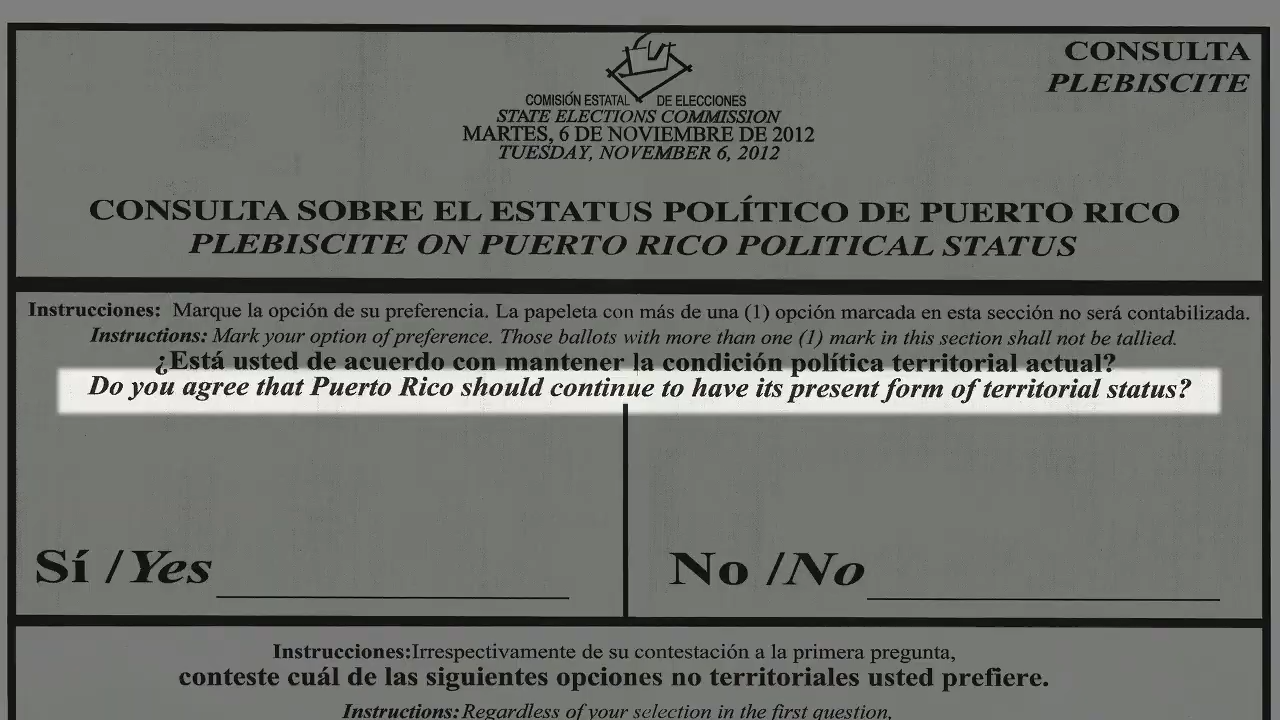 CONSULTA
PLEBISCITE
COMISIÓN ESTATAL DE ELECCIONES
STATE ELECTIONS COMMISSION
MARTES, 6 DE NOVIEMBRE DE 2012
TUESDAY, NOVEMBER 6, 2012
CONSULTA SOBRE EL ESTATUS POLÍTICO DE PUERTO RICO
PLEBISCITE ON PUERTO RICO POLITICAL STATUS
Instrucciones: Marque la opción de su preferencia. La papeleta con más de una (1) opción marcada en esta sección no será contabilizada.
Instructions: Mark your option of preference. Those ballots with more than one (1) mark in this section shall not be tallied.
¿Está usted de acuerdo con mantener la condición política territorial actual?
Do you agree that Puerto Rico should continue to have its present form of territorial status?
Sí /Yes
No /No
Instrucciones:Irrespectivamente de su contestación a la primera pregunta,
conteste cuál de las siguientes opciones no territoriales usted prefiere.
Instructions:Regardless of your selection in the first question,